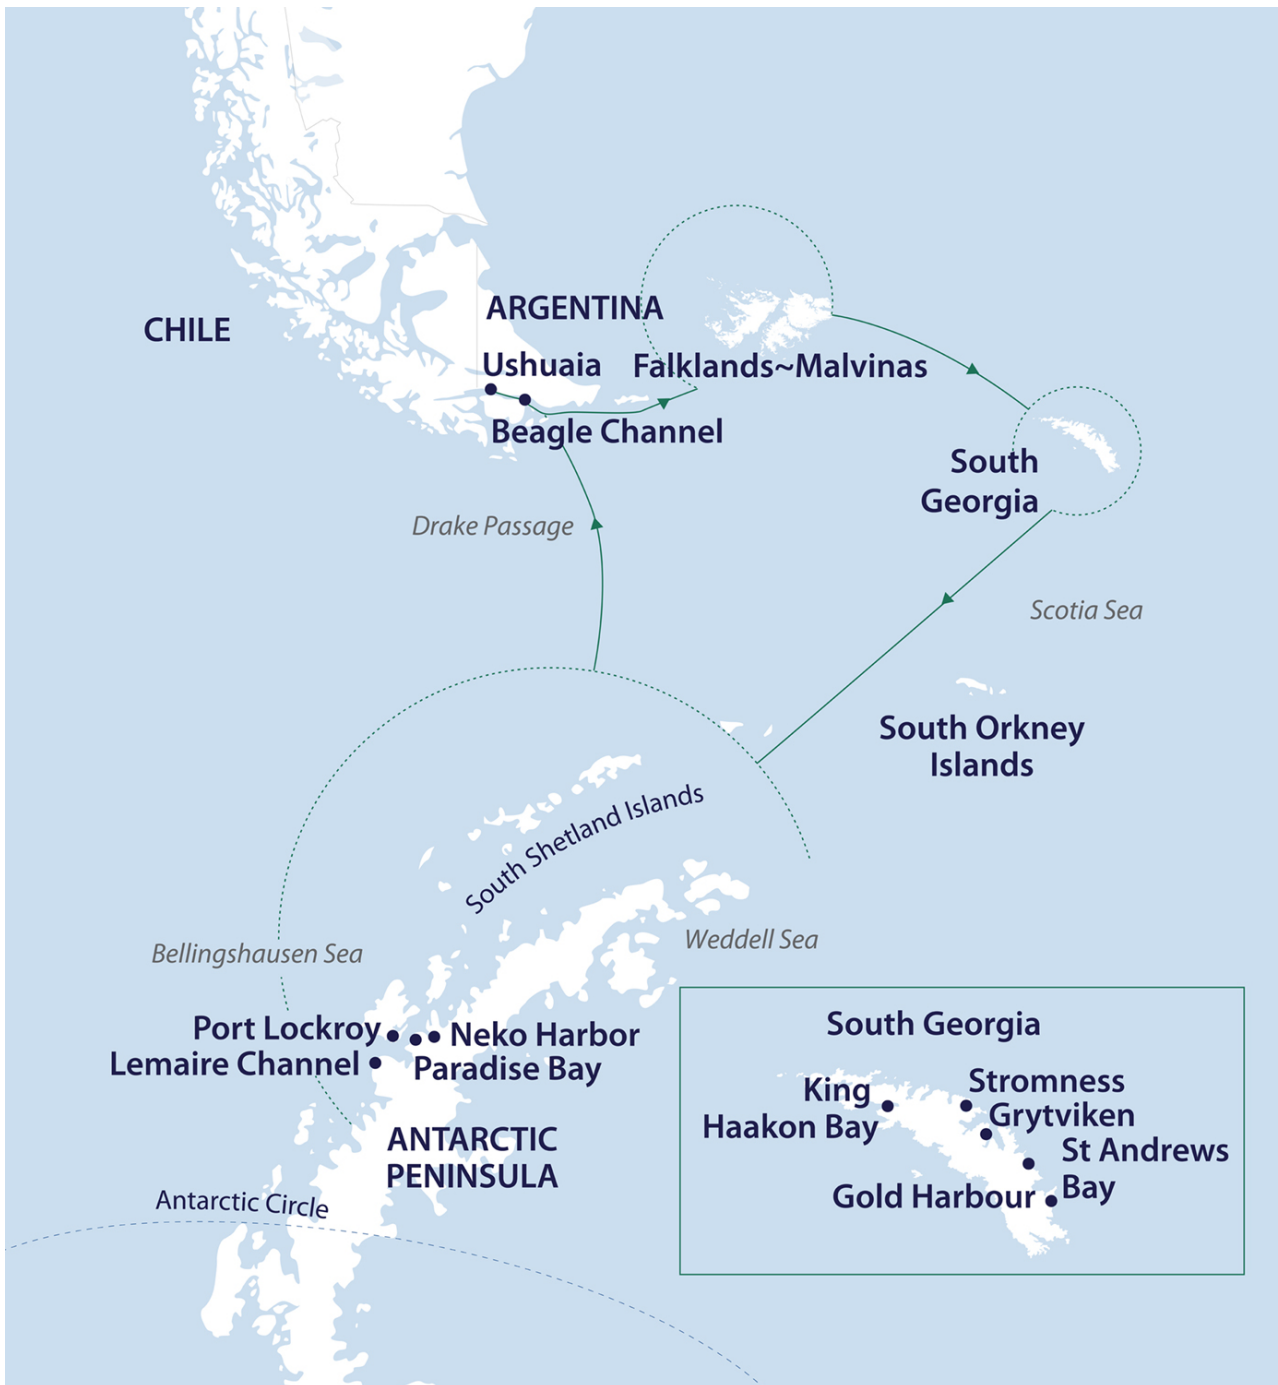 ARGENTINA
CHILE
Ushuaia
Falklands~Malvinas
Beagle Channel
South
Georgia
Drake Passage
Scotia Sea
South Orkney
Islands
South Shetland Islands
Weddell Sea
Bellingshausen Sea
Port Lockroy
Neko Harbor
Lemaire Channel
Paradise Bay
ANTARCTIC
PENINSULA
Antarctic Circle
South Georgia
King
Haakon Bay
Stromness
Grytviken
St Andrews
Bay
Gold Harbour